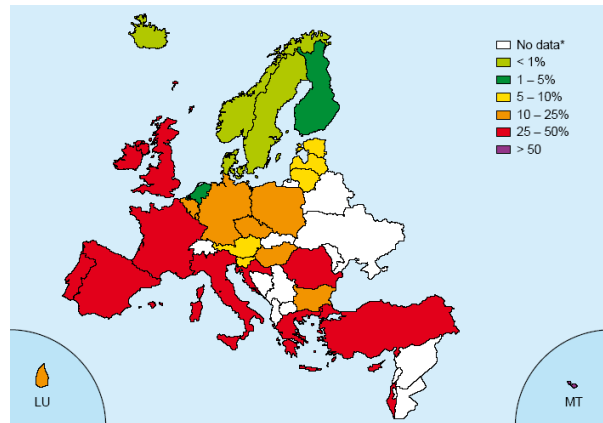 No data*
< 1%
1 – 5%
5 – 10%
10 – 25%
25 – 50%
> 50
LU
MT